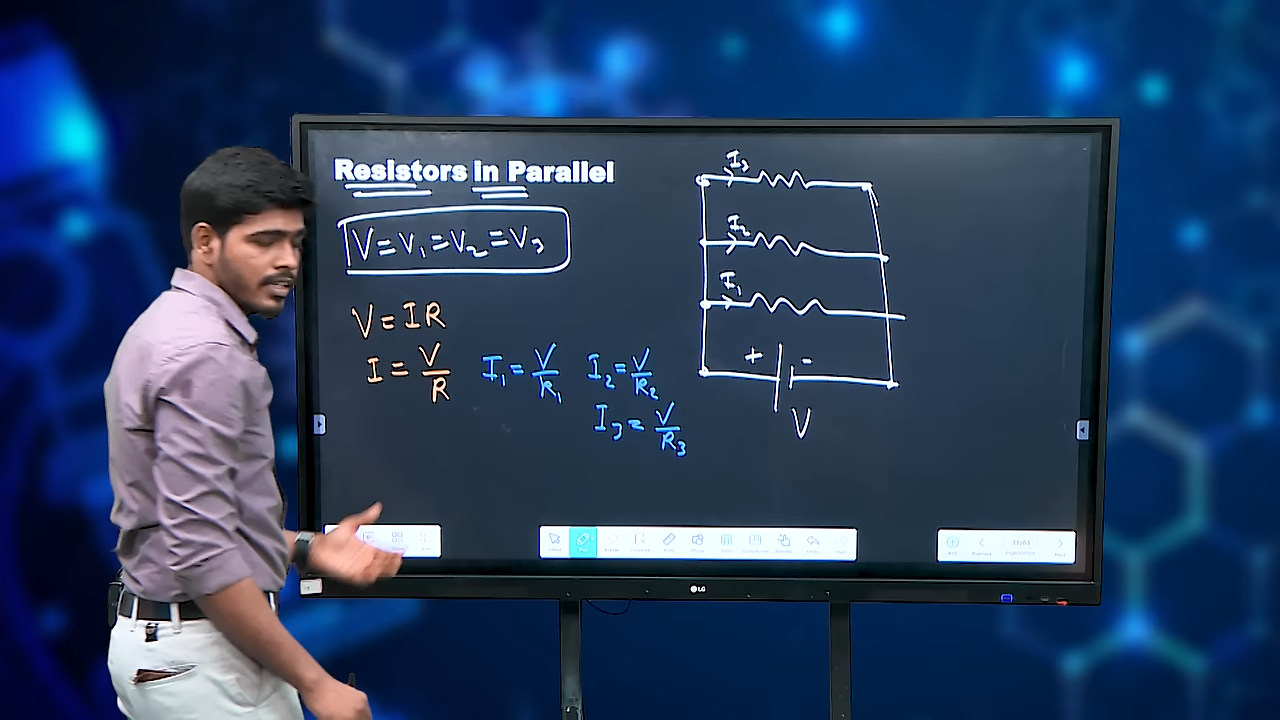 Resistors in Parallel
V=V₁=V₂=V₃
V=IR
I=V/R I₁=V/R₁ I₂=V/R₂
I₃=V/R₃
I₃
I₂
I₁
+ -
V
LG